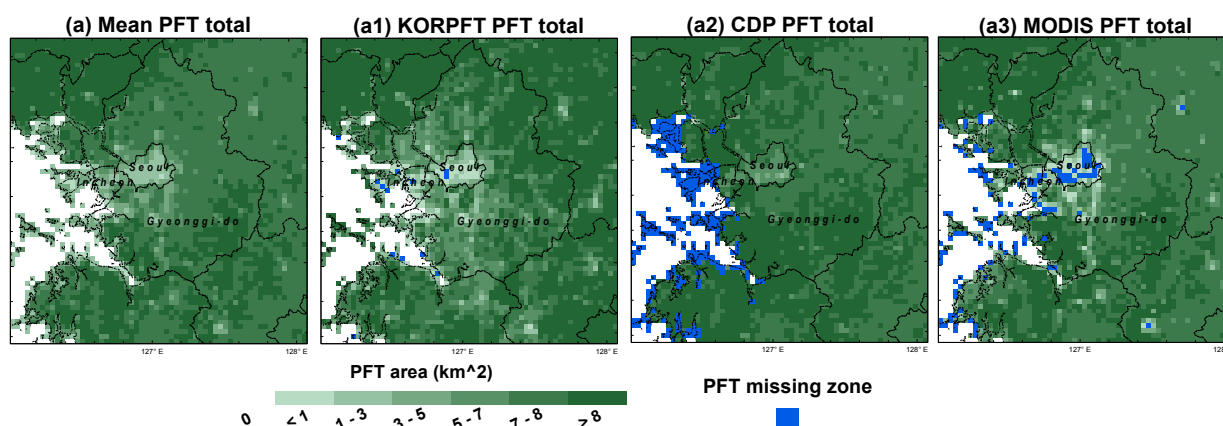 (a) Mean PFT total
(a1) KORPFT PFT total
(a2) CDP PFT total
(a3) MODIS PFT total
Seoul
Gyeonggi-do
Seoul
Gyeonggi-do
Seoul
Incheon
Gyeonggi-do
Seoul
Gyeonggi-do
127° E
128° E
127° E
128° E
127° E
128° E
127° E
PFT area (km^2)
0
< 1
1 - 3
3 - 5
5 - 7
7 - 8
> 8
PFT missing zone